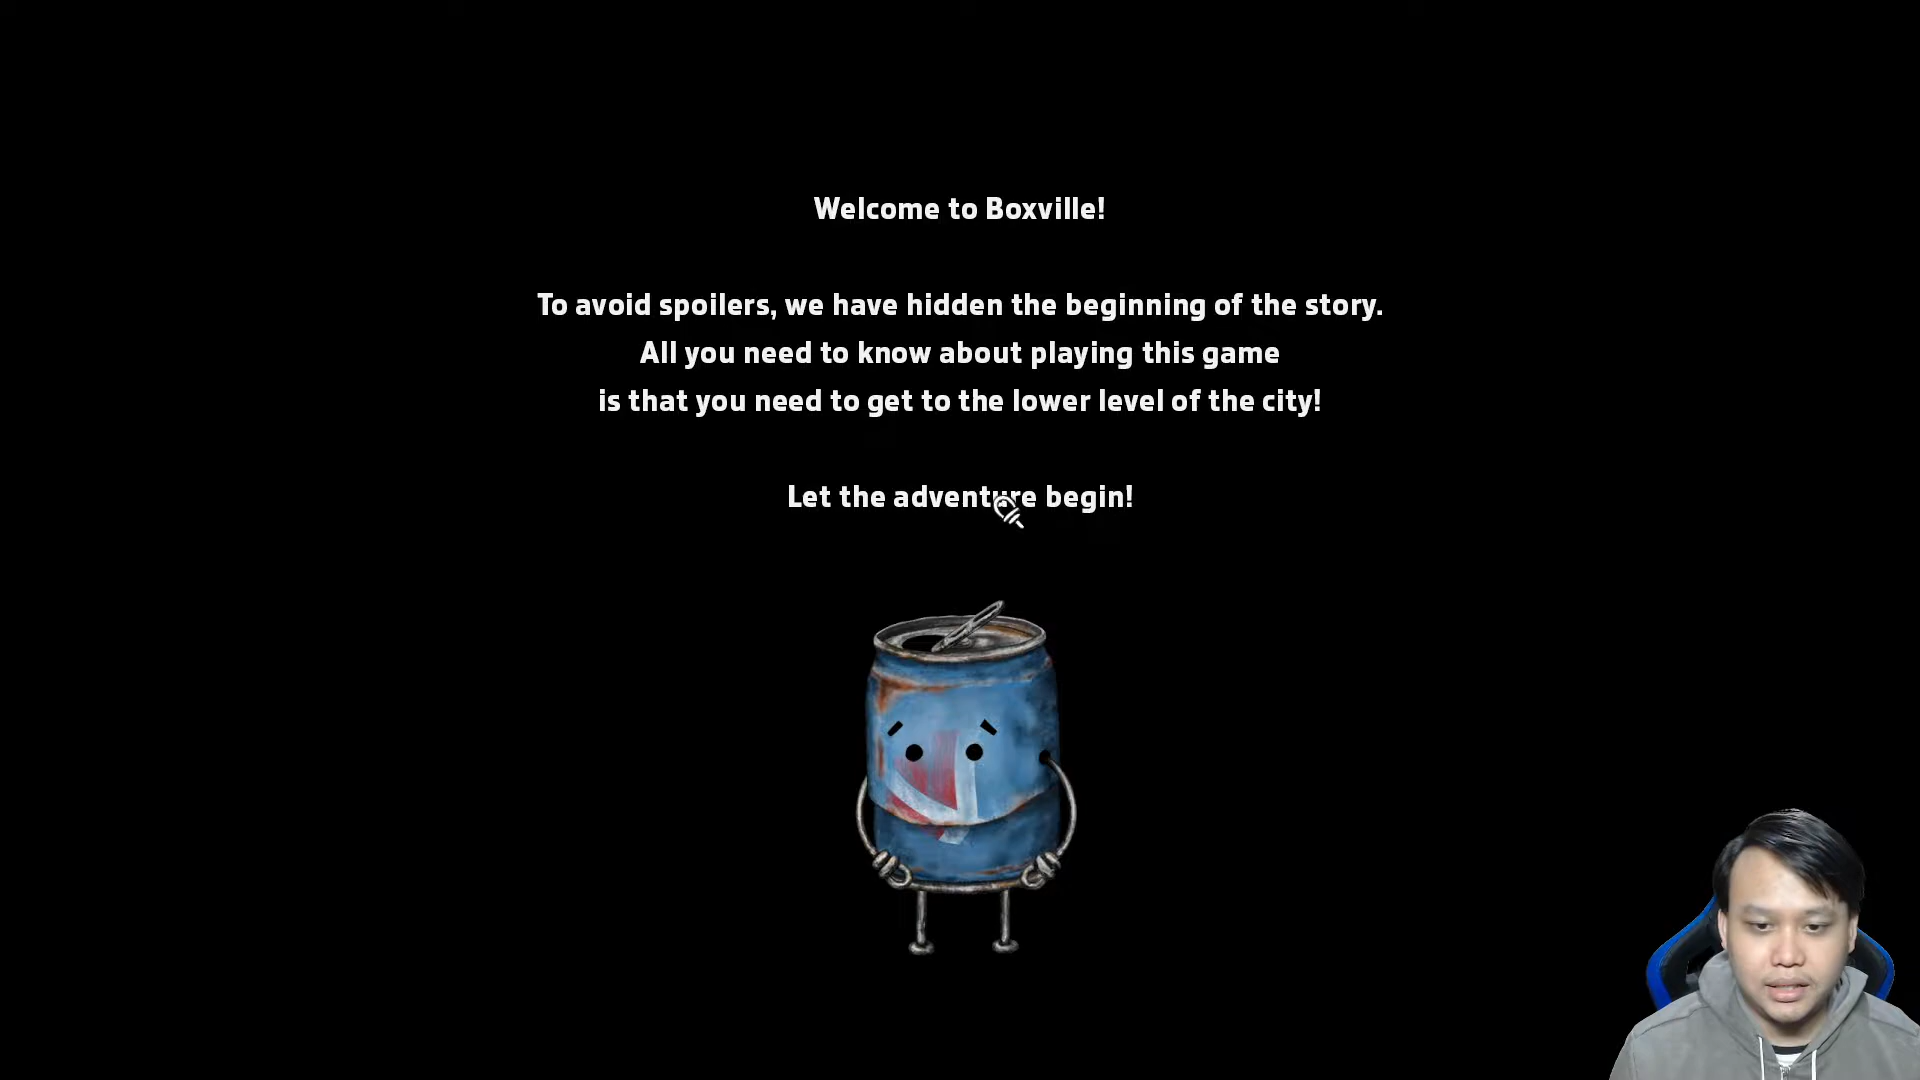 Welcome to Boxville!
To avoid spoilers, we have hidden the beginning of the story.
All you need to know about playing this game
is that you need to get to the lower level of the city!
Let the adventure begin!